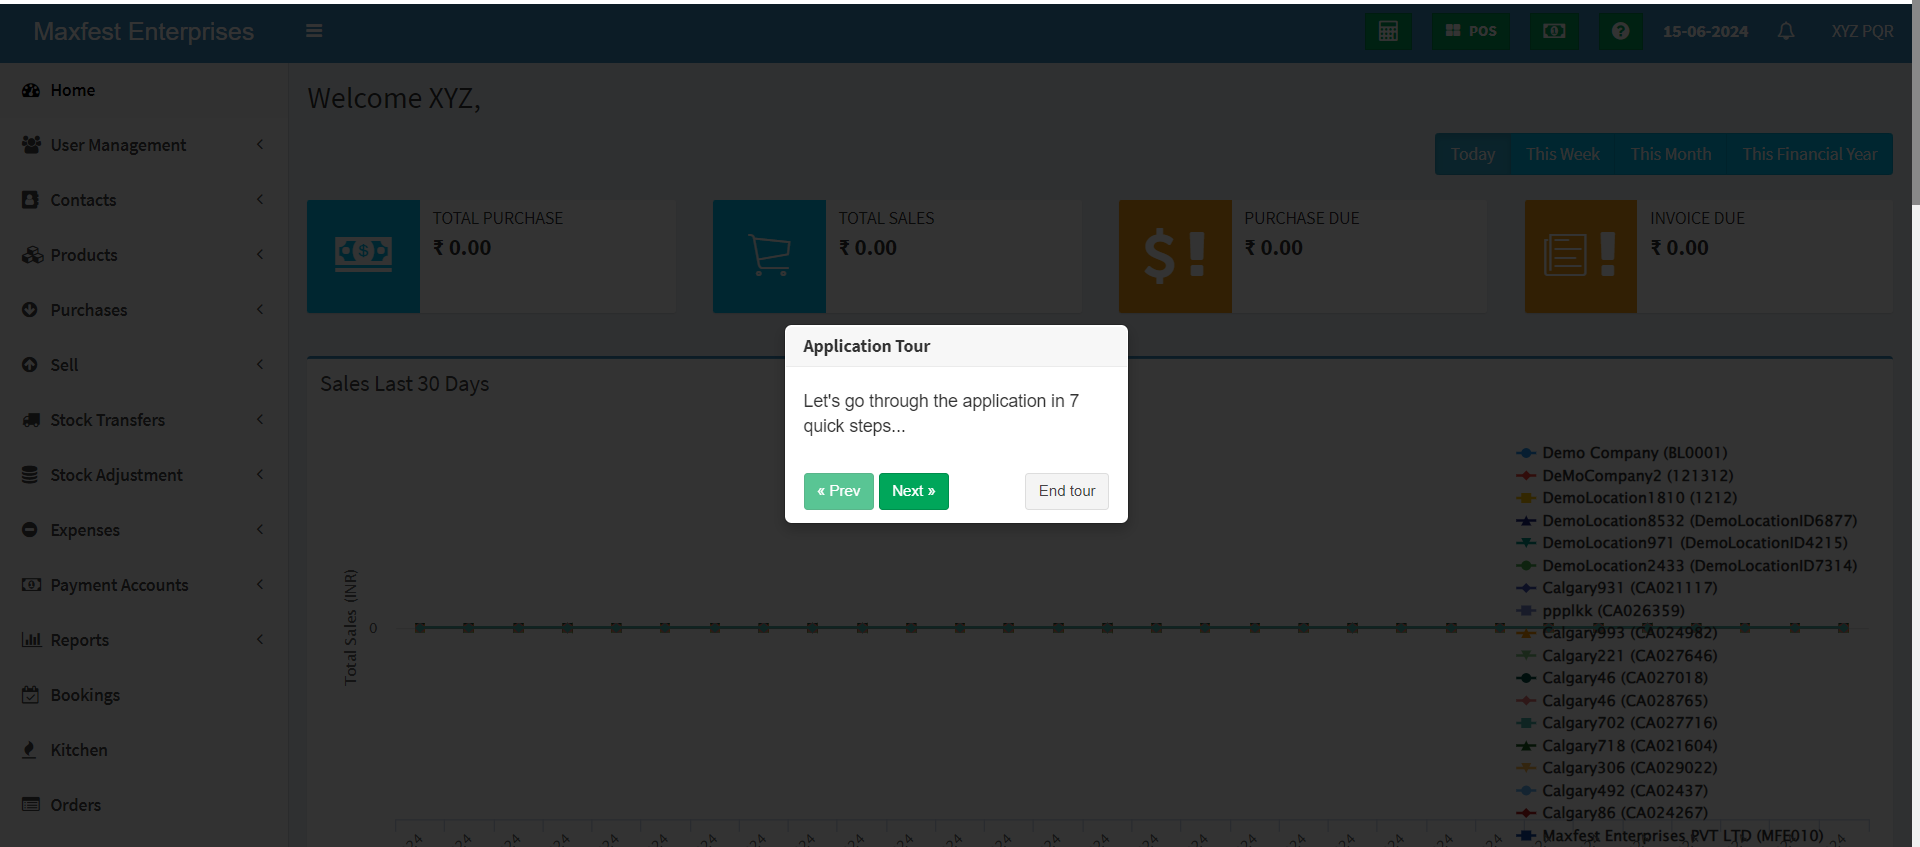 Maxfest Enterprises
POS
15-06-2024
XYZ PQR
Home
User Management
Contacts
Products
Purchases
Sell
Stock Transfers
Stock Adjustment
Expenses
Payment Accounts
Reports
Bookings
Kitchen
Orders
Welcome XYZ,
Today This Week This Month This Financial Year
TOTAL PURCHASE
₹ 0.00
TOTAL SALES
₹ 0.00
PURCHASE DUE
₹ 0.00
INVOICE DUE
₹ 0.00
Sales Last 30 Days
Application Tour
Let's go through the application in 7
quick steps...
« Prev Next » End tour
Total Sales (INR)
0
Demo Company (BL0001)
DeMoCompany2 (121312)
DemoLocation1810 (1212)
DemoLocation8532 (DemoLocationID6877)
DemoLocation971 (DemoLocationID4215)
DemoLocation2433 (DemoLocationID7314)
Calgary931 (CA021117)
ppplkk (CA026359)
Calgary993 (CA024982)
Calgary221 (CA027646)
Calgary46 (CA027018)
Calgary46 (CA028765)
Calgary702 (CA027716)
Calgary718 (CA021604)
Calgary306 (CA029022)
Calgary492 (CA02437)
Calgary86 (CA024267)
Maxfest Enterprises PVT LTD (MFE010)